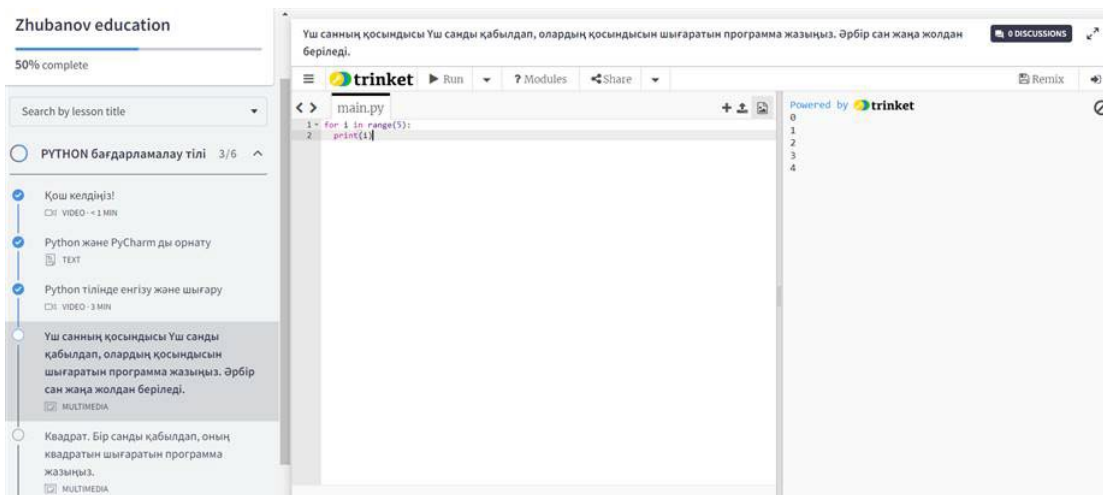 Zhubanov education
50% complete
Search by lesson title
PYTHON бағдарламалау тілі 3/6
Қош келдіңіз!
VIDEO · < 1 MIN
Python және PyCharm ды орнату
TEXT
Python тілінде енгізу және шығару
VIDEO · 3 MIN
Үш санның қосындысы Үш санды
қабылдап, олардың қосындысын
шығаратын программа жазыңыз. Әрбір
сан жаңа жолдан беріледі.
MULTIMEDIA
Квадрат. Бір санды қабылдап, оның
квадратын шығаратын программа
жазыңыз.
MULTIMEDIA
Үш санның қосындысы Үш санды қабылдап, олардың қосындысын шығаратын программа жазыңыз. Әрбір сан жаңа жолдан
беріледі.
0 DISCUSSIONS
trinket Run ? Modules Share Remix
< > main.py
1 for i in range(5):
2 print(i)
Powered by trinket
0
1
2
3
4